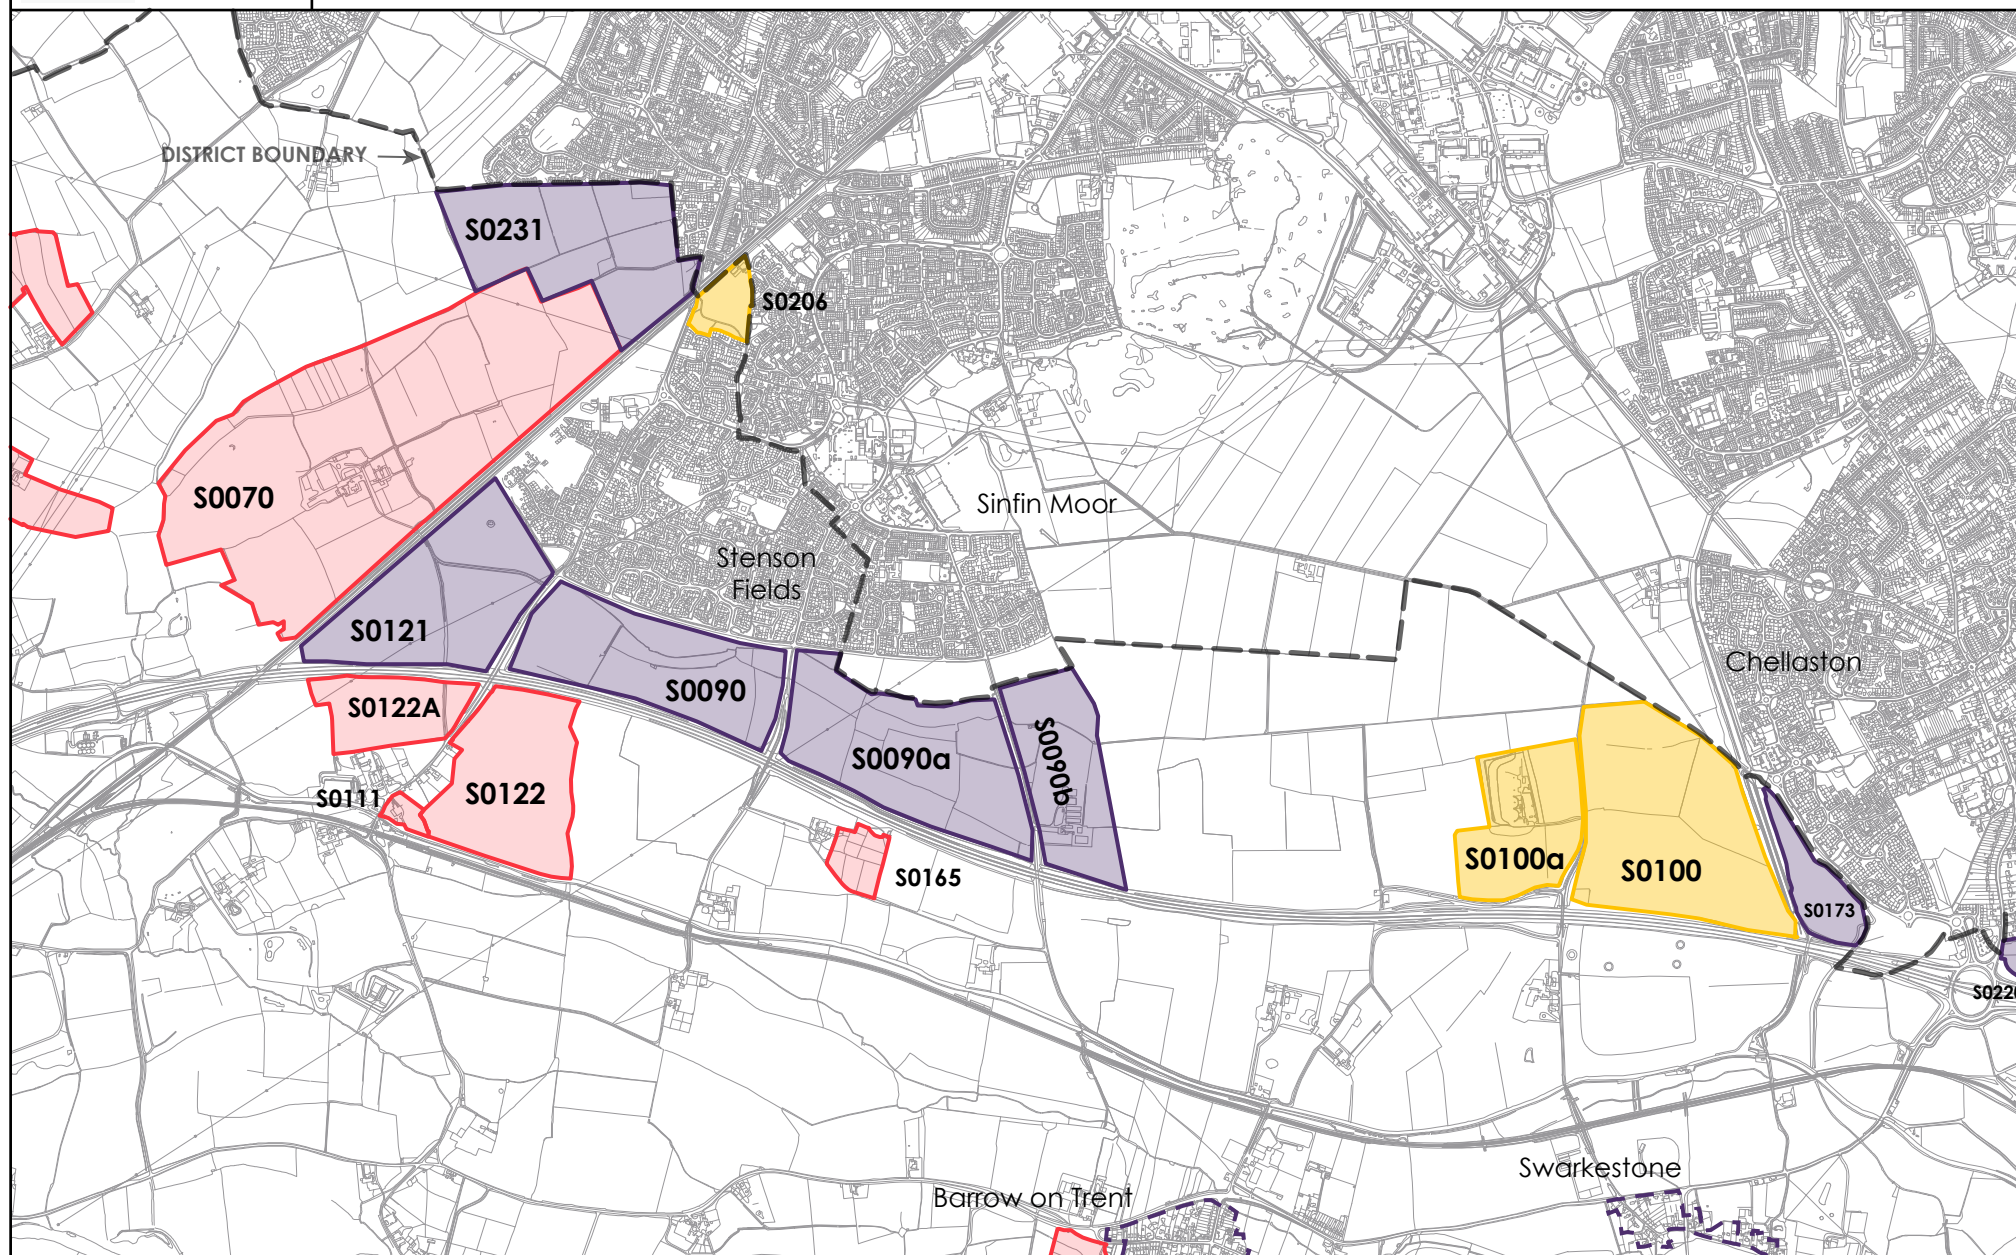 DISTRICT BOUNDARY
S0231
S0206
S0070
Sinfin Moor
Stenson
Fields
S0121
Chellaston
S0090
S0122A
S0090a
S0090b
S0122
S0111
S0100a
S0100
S0165
S0173
Swarkestone
Barrow on Trent